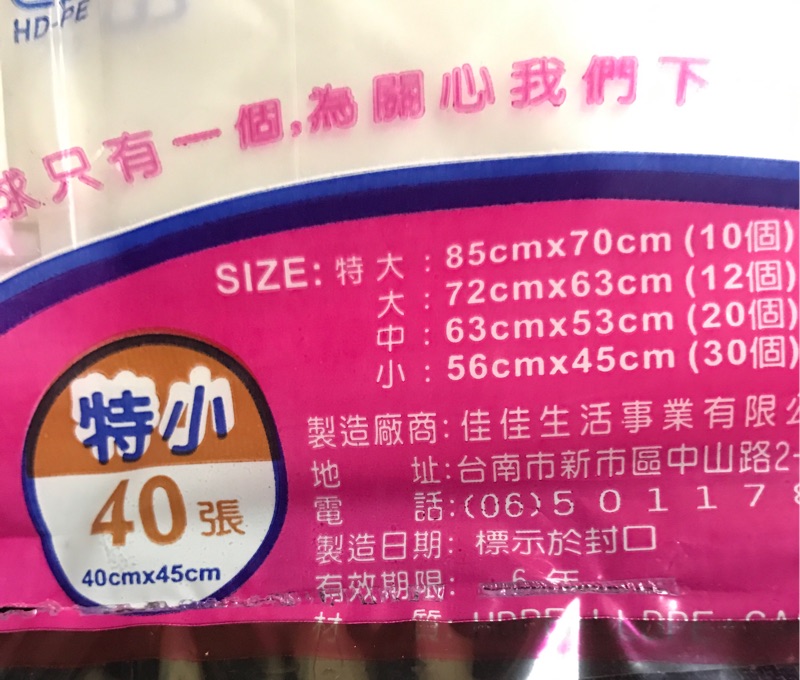 HD-PE
球只有一個,為關心我們下
SIZE: 特大: 85cmx70cm (10個)
大: 72cmx63cm (12個)
中: 63cmx53cm (20個)
小: 56cmx45cm (30個)
特小
40張
40cmx45cm
製造廠商: 佳佳生活事業有限公
地 址: 台南市新市區中山路2
電 話: (06)501178
製造日期: 標示於封口
有效期限: 6 年
材 質: